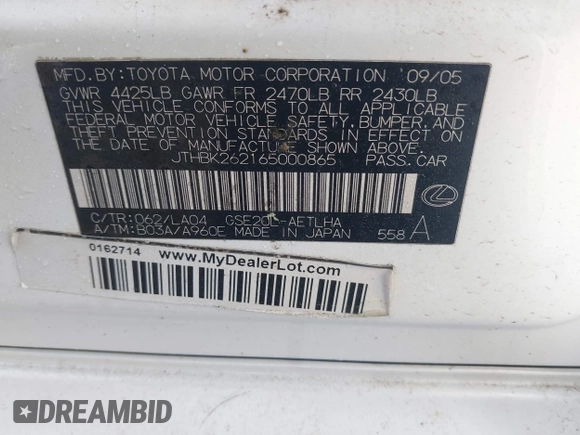 MFD.BY:TOYOTA MOTOR CORPORATION 09/05
GVWR 4425LB GAWR FR 2470LB RR 2430LB
THIS VEHICLE CONFORMS TO ALL APPLICABLE
FEDERAL MOTOR VEHICLE SAFETY,BUMPER,AND
THEFT PREVENTION STANDARDS IN EFFECT ON
THE DATE OF MANUFACTURE SHOWN ABOVE.
JTHBK262165000865 PASS.CAR
C/TR:062/LA04 GSE20L-AETLHA
A/TM:B03A/A960E MADE IN JAPAN 558 A
0162714 www.MyDealerLot.com
DREAMBID